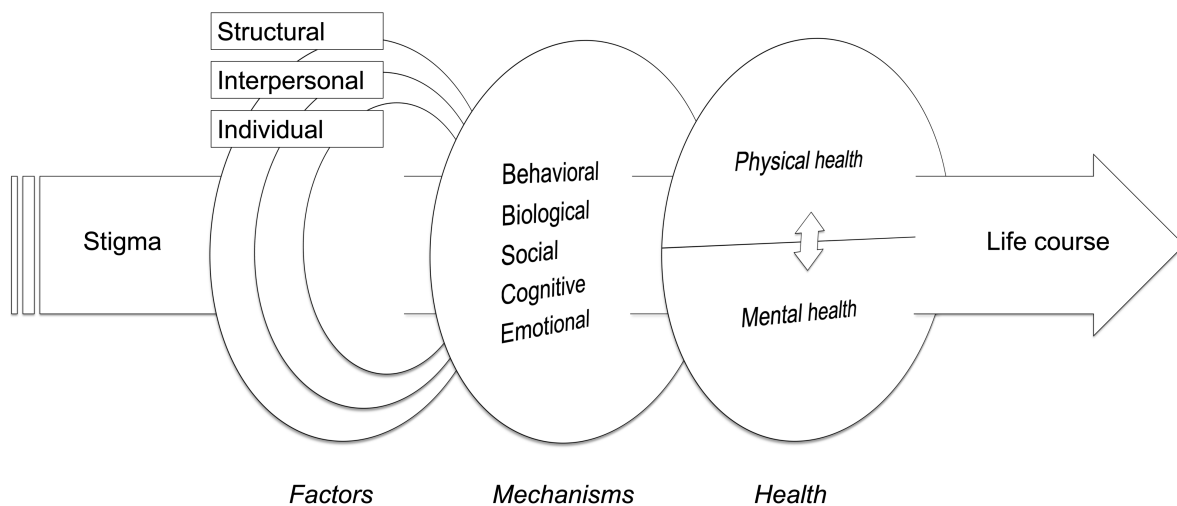 Structural
Interpersonal
Individual
Stigma
Behavioral
Biological
Social
Cognitive
Emotional
Physical health
Mental health
Life course
Factors
Mechanisms
Health